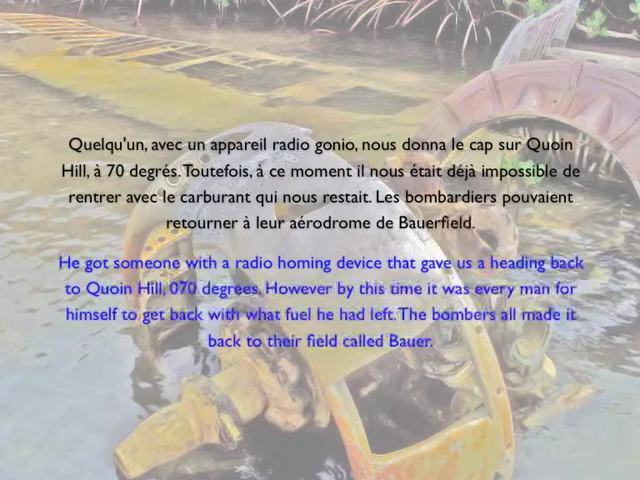 Quelqu'un, avec un appareil radio gonio, nous donna le cap sur Quoin
Hill, à 70 degrés. Toutefois, à ce moment il nous était déjà impossible de
rentrer avec le carburant qui nous restait. Les bombardiers pouvaient
retourner à leur aérodrome de Bauerfield.
He got someone with a radio homing device that gave us a heading back
to Quoin Hill, 070 degrees. However by this time it was every man for
himself to get back with what fuel he had left. The bombers all made it
back to their field called Bauer.